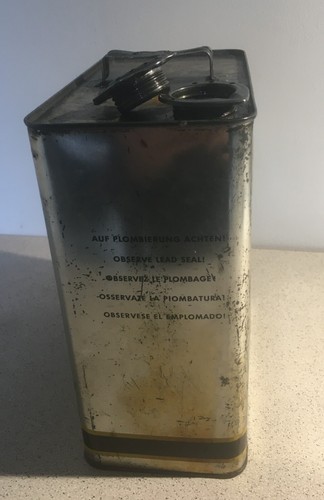 AUF PLOMBIERUNG ACHTEN!
OBSERVE LEAD SEAL!
OBSERVEZ LE PLOMBAGE!
OSSERVATE LA PIOMBATURA!
OBSERVESE EL EMPLOMADO!